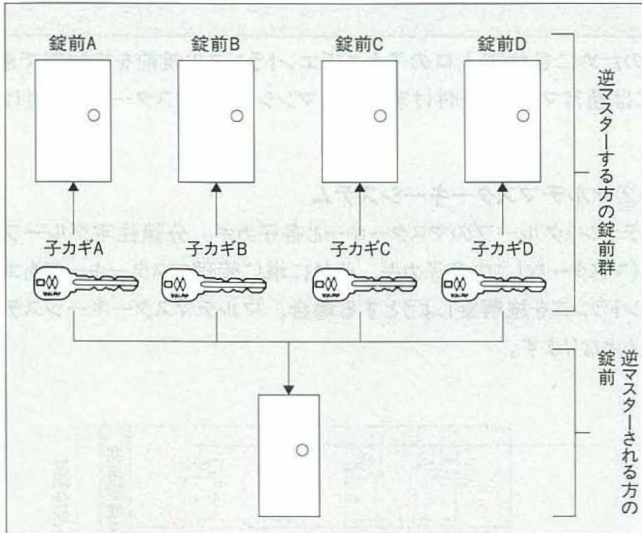 錠前A 錠前B 錠前C 錠前D
子カギA 子カギB 子カギC 子カギD
逆マスターする方の錠前群
逆マスターされる方の
錠前